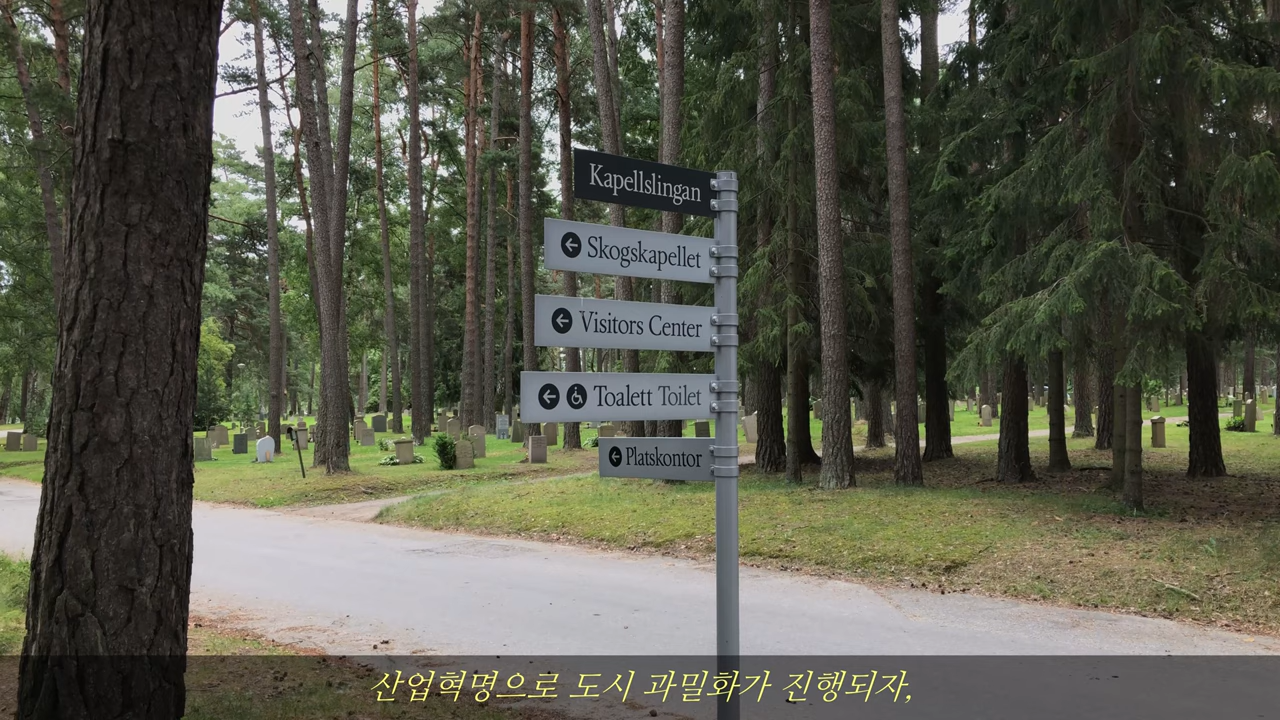 Kapellslingan
Skogskapellet
Visitors Center
Toalett Toilet
Platskontor
산업혁명으로 도시 과밀화가 진행되자,